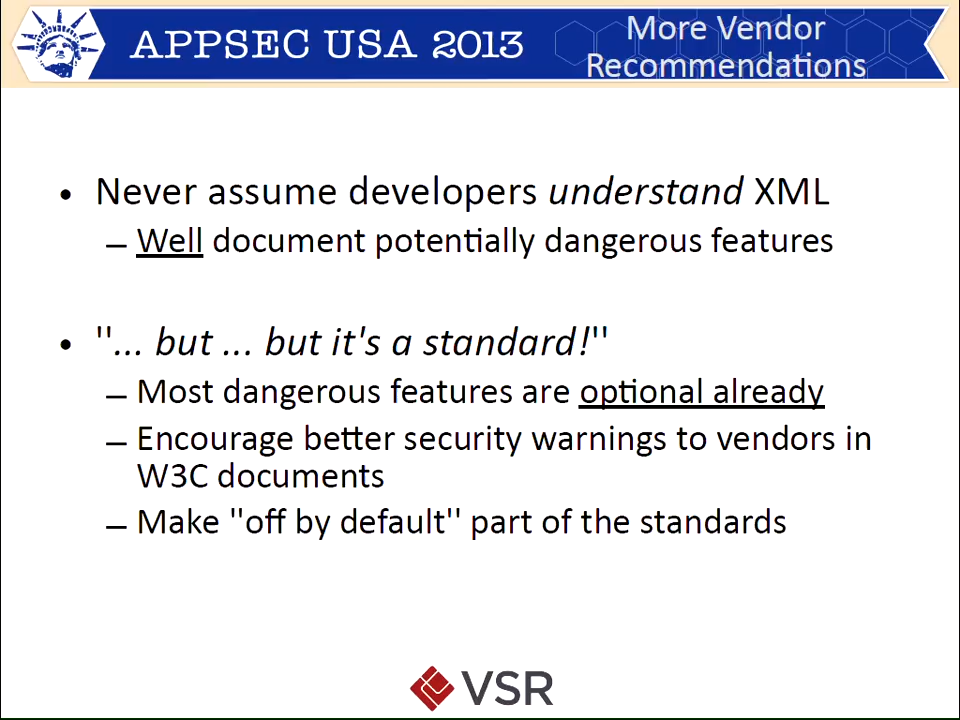 APPSEC USA 2013
More Vendor
Recommendations
• Never assume developers understand XML
– Well document potentially dangerous features
• "... but ... but it's a standard!"
– Most dangerous features are optional already
– Encourage better security warnings to vendors in
W3C documents
– Make "off by default" part of the standards
VSR